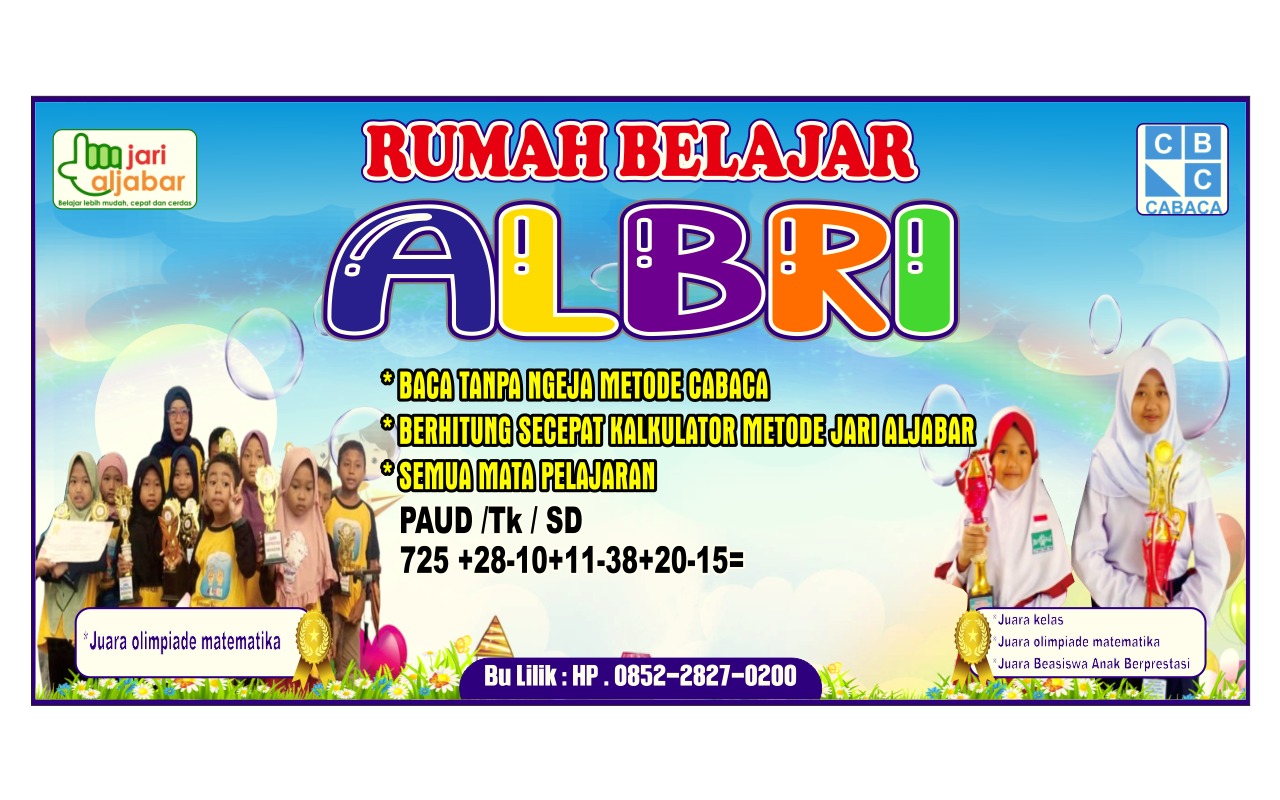 jari
aljabar
Belajar lebih mudah, cepat dan cerdas
RUMAH BELAJAR
ALBRI
C B
C
CABACA
* BACA TANPA NGEJA METODE CABACA
* BERHITUNG SECEPAT KALKULATOR METODE JARI ALJABAR
* SEMUA MATA PELAJARAN
PAUD /Tk / SD
725 +28-10+11-38+20-15=
*Juara olimpiade matematika
*Juara kelas
*Juara olimpiade matematika
*Juara Beasiswa Anak Berprestasi
Bu Lilik : HP . 0852-2827-0200